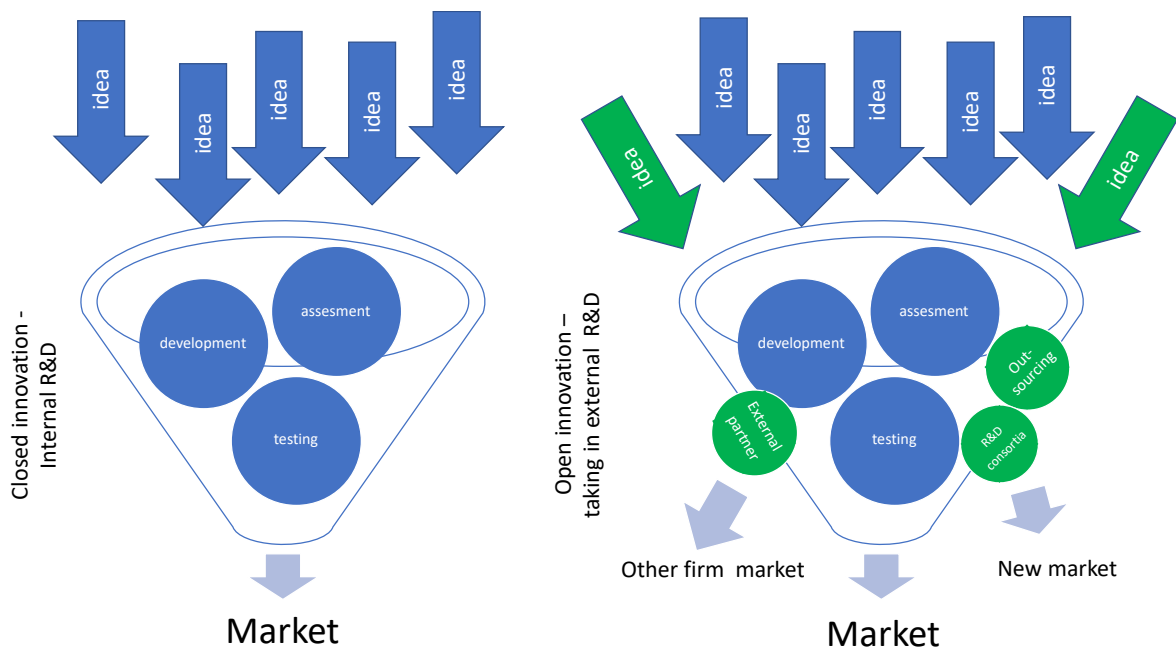 idea
idea
idea
idea
idea
assesment
development
testing
Closed innovation -
Internal R&D
Market
idea
idea
idea
idea
idea
idea
idea
assesment
development
Out-
sourcing
External
partner
testing
R&D
consortia
Open innovation –
taking in external R&D
Other firm  market
New market
Market